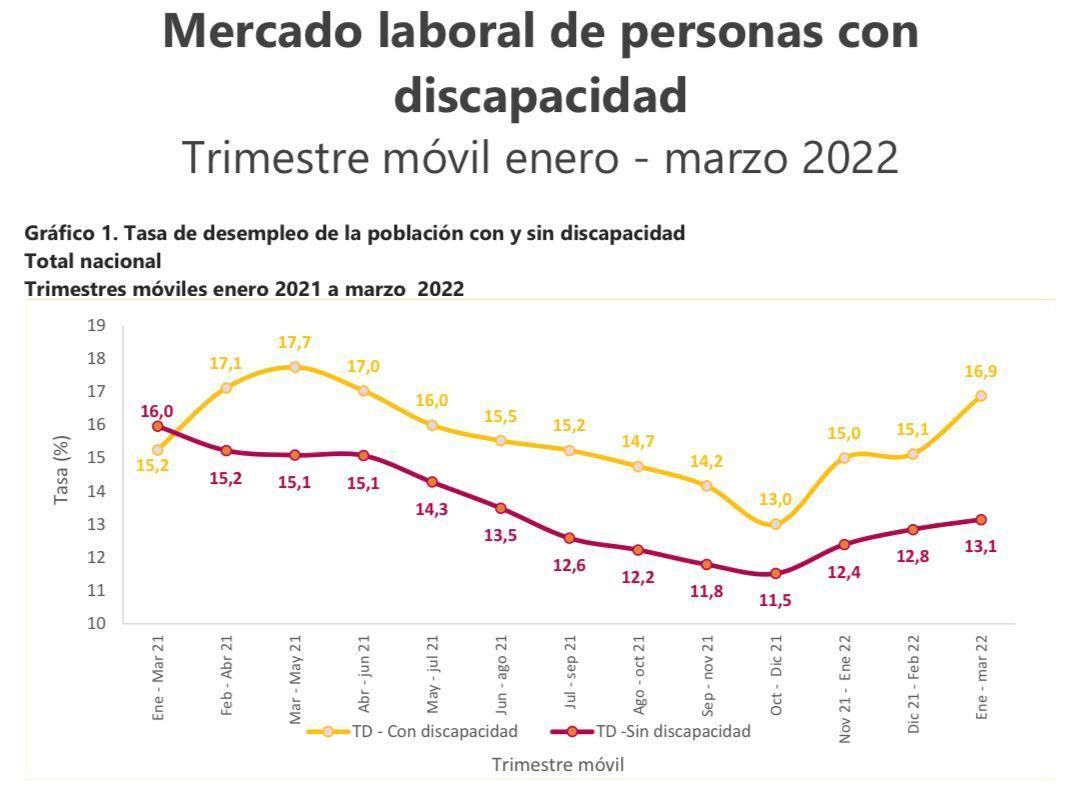 Mercado laboral de personas con
discapacidad
Trimestre móvil enero - marzo 2022
Gráfico 1. Tasa de desempleo de la población con y sin discapacidad
Total nacional
Trimestres móviles enero 2021 a marzo 2022
19
18
17
16
15
14
13
12
11
10
Tasa (%)
15,2
17,1
17,7
17,0
16,0
15,5
15,2
14,7
14,2
13,0
15,0
15,1
16,9
16,0
15,2
15,1
15,1
14,3
13,5
12,6
12,2
11,8
11,5
12,4
12,8
13,1
Ene - Mar 21
Feb - Abr 21
Mar - May 21
Abr - jun 21
May - jul 21
Jun - ago 21
Jul - sep 21
Ago - oct 21
Sep - nov 21
Oct - Dic 21
Nov 21 - Ene 22
Dic 21 - Feb 22
Ene - mar 22
TD - Con discapacidad
TD -Sin discapacidad
Trimestre móvil